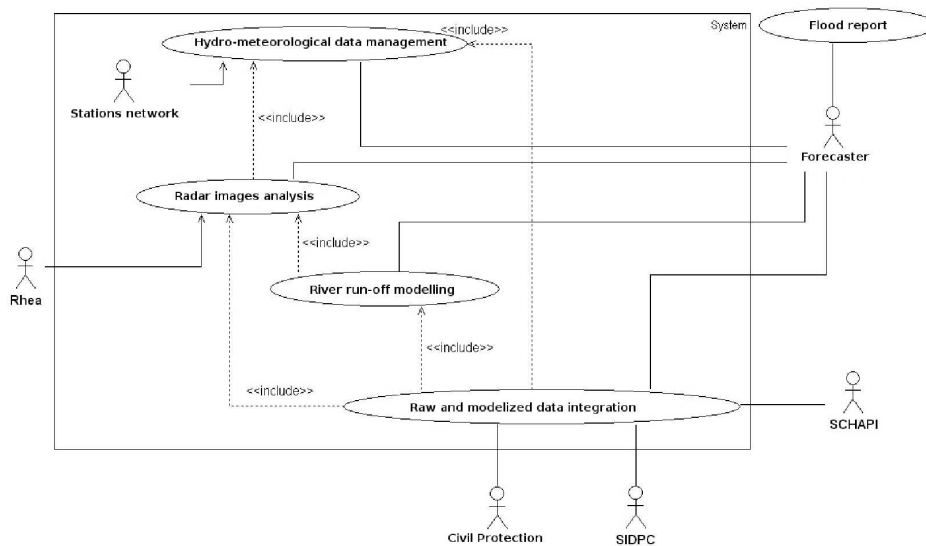 System
Flood report
Hydro-meteorological data management
<<include>>
Stations network
<<include>>
Forecaster
Radar images analysis
<<include>>
Rhea
River run-off modelling
<<include>>
<<include>>
Raw and modelized data integration
SCHAPI
Civil Protection
SIDPC